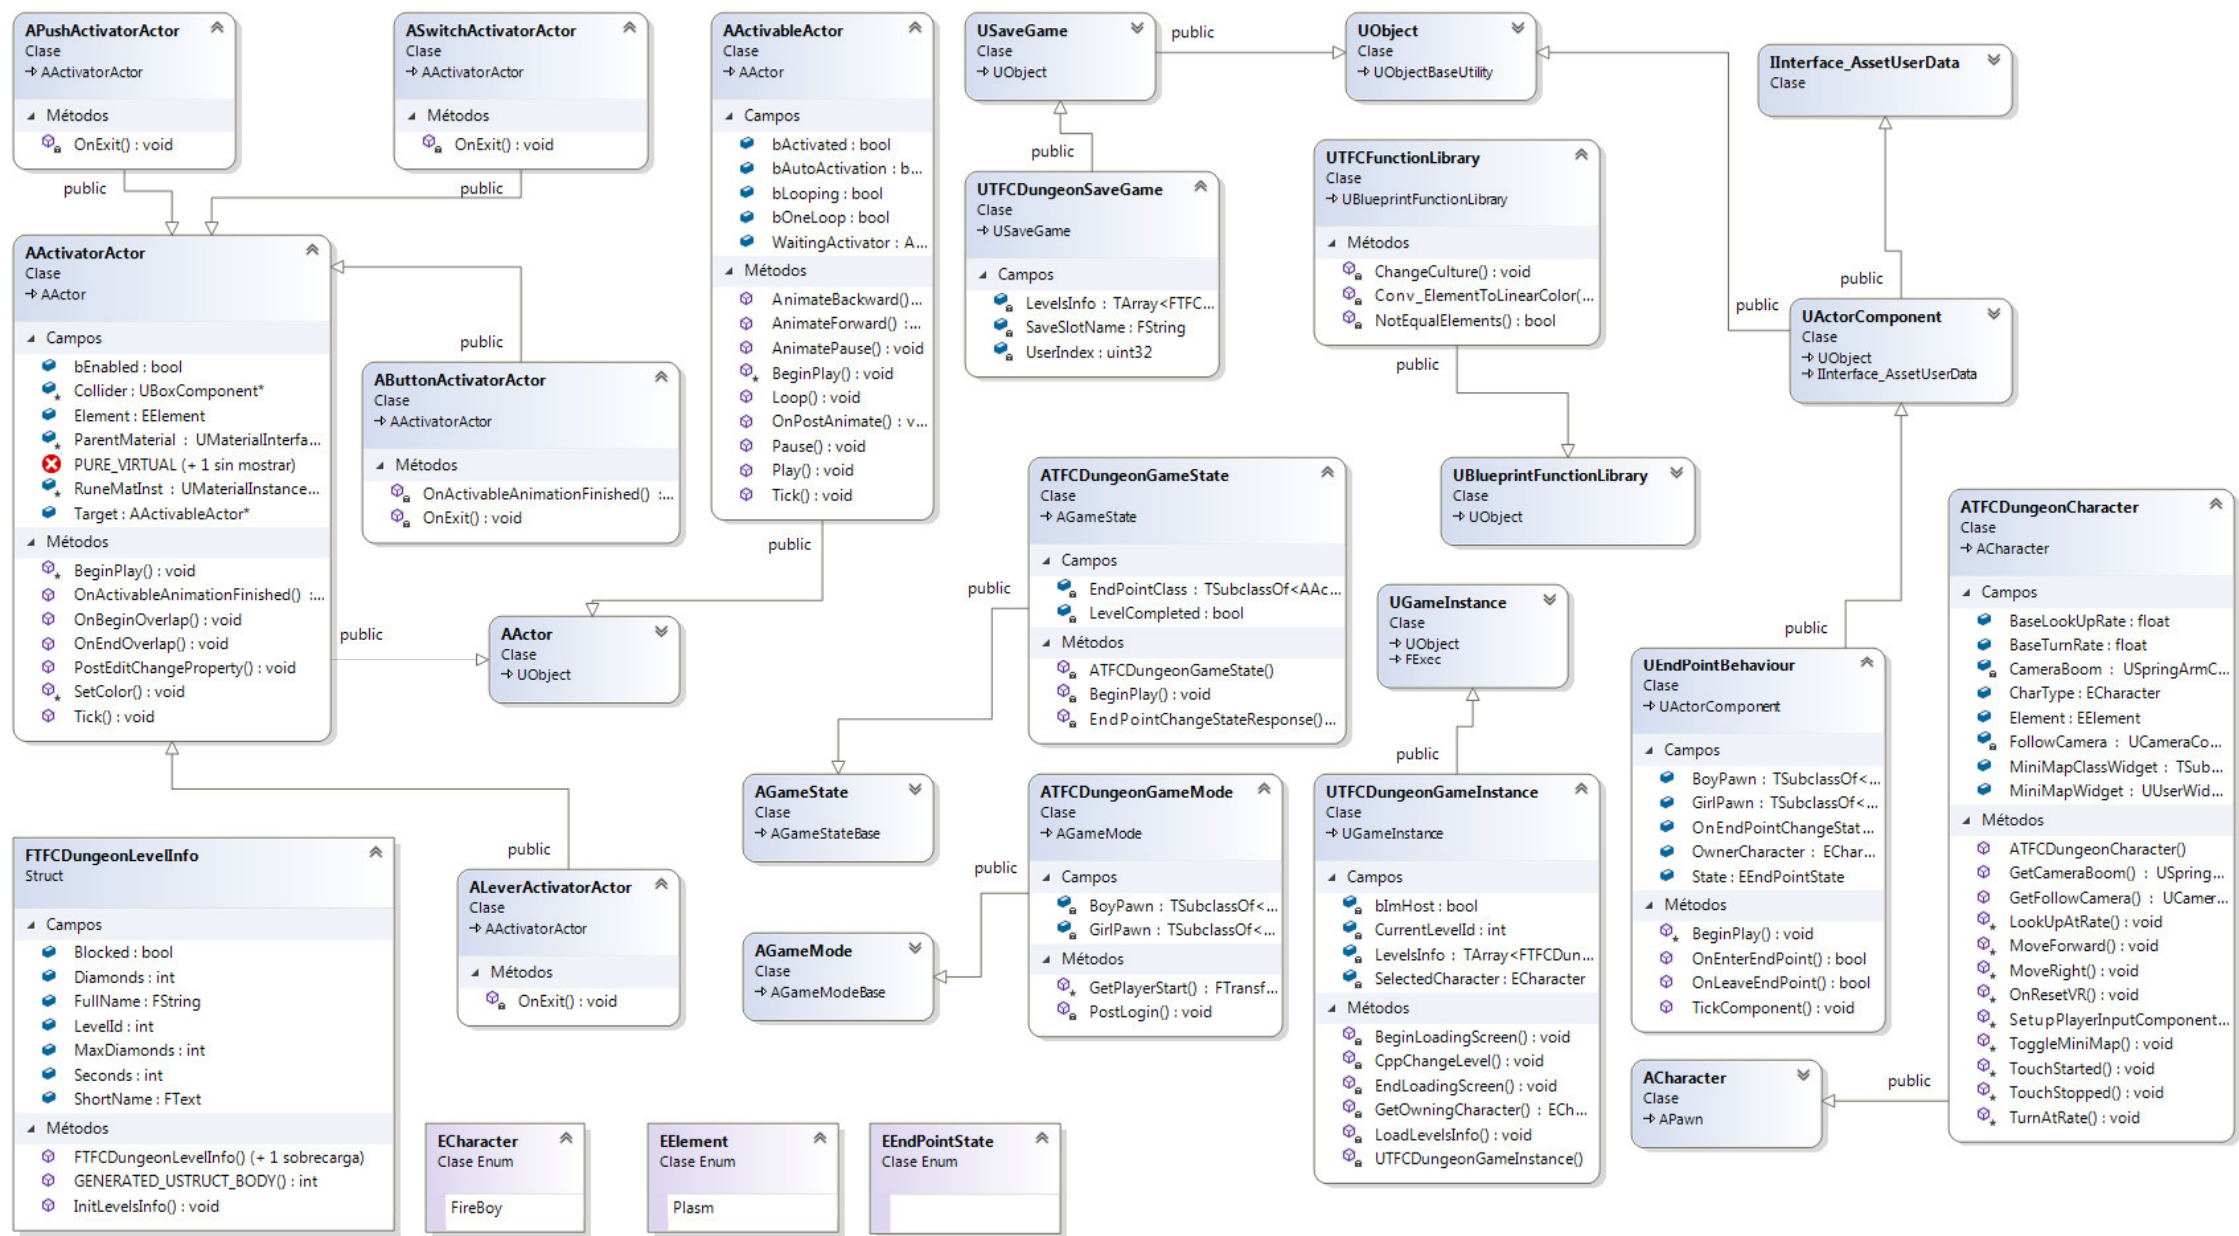 APushActivatorActor
Clase
→ AActivatorActor
Métodos
OnExit() : void
public
ASwitchActivatorActor
Clase
→ AActivatorActor
Métodos
OnExit() : void
public
AActivableActor
Clase
→ AActor
Campos
bActivated : bool
bAutoActivation : b...
bLooping : bool
bOneLoop : bool
WaitingActivator : A...
Métodos
AnimateBackward()...
AnimateForward() :...
AnimatePause() : void
BeginPlay() : void
Loop() : void
OnPostAnimate() : v...
Pause() : void
Play() : void
Tick() : void
public
USaveGame
Clase
→ UObject
public
UObject
Clase
→ UObjectBaseUtility
IInterface_AssetUserData
Clase
public
UTFCDungeonSaveGame
Clase
→ USaveGame
Campos
LevelsInfo : TArray<FTFC...
SaveSlotName : FString
UserIndex : uint32
UTFCFunctionLibrary
Clase
→ UBlueprintFunctionLibrary
Métodos
ChangeCulture() : void
Conv_ElementToLinearColor(...
NotEqualElements() : bool
public
public
public
UActorComponent
Clase
→ UObject
→ IInterface_AssetUserData
AActivatorActor
Clase
→ AActor
Campos
bEnabled : bool
Collider : UBoxComponent*
Element : EElement
ParentMaterial : UMaterialInterfa...
PURE_VIRTUAL (+ 1 sin mostrar)
RuneMatInst : UMaterialInstance...
Target : AActivableActor*
Métodos
BeginPlay() : void
OnActivableAnimationFinished() :...
OnBeginOverlap() : void
OnEndOverlap() : void
PostEditChangeProperty() : void
SetColor() : void
Tick() : void
public
public
AButtonActivatorActor
Clase
→ AActivatorActor
Métodos
OnActivableAnimationFinished() :...
OnExit() : void
AActor
Clase
→ UObject
ATFCDungeonGameState
Clase
→ AGameState
Campos
EndPointClass : TSubclassOf<AAc...
LevelCompleted : bool
Métodos
ATFCDungeonGameState()
BeginPlay() : void
EndPointChangeStateResponse()...
public
UBlueprintFunctionLibrary
Clase
→ UObject
UGameInstance
Clase
→ UObject
→ FExec
public
public
UEndPointBehaviour
Clase
→ UActorComponent
Campos
BoyPawn : TSubclassOf<...
GirlPawn : TSubclassOf<...
OnEndPointChangeStat...
OwnerCharacter : EChar...
State : EEndPointState
Métodos
BeginPlay() : void
OnEnterEndPoint() : bool
OnLeaveEndPoint() : bool
TickComponent() : void
ATFCDungeonCharacter
Clase
→ ACharacter
Campos
BaseLookUpRate : float
BaseTurnRate : float
CameraBoom : USpringArmC...
CharType : ECharacter
Element : EElement
FollowCamera : UCameraCo...
MiniMapClassWidget : TSub...
MiniMapWidget : UUserWid...
Métodos
ATFCDungeonCharacter()
GetCameraBoom() : USpring...
GetFollowCamera() : UCamer...
LookUpAtRate() : void
MoveForward() : void
MoveRight() : void
OnResetVR() : void
SetupPlayerInputComponent...
ToggleMiniMap() : void
TouchStarted() : void
TouchStopped() : void
TurnAtRate() : void
public
ACharacter
Clase
→ APawn
AGameState
Clase
→ AGameStateBase
AGameMode
Clase
→ AGameModeBase
public
ATFCDungeonGameMode
Clase
→ AGameMode
Campos
BoyPawn : TSubclassOf<...
GirlPawn : TSubclassOf<...
Métodos
GetPlayerStart() : FTransf...
PostLogin() : void
UTFCDungeonGameInstance
Clase
→ UGameInstance
Campos
bImHost : bool
CurrentLevelId : int
LevelsInfo : TArray<FTFCDun...
SelectedCharacter : ECharacter
Métodos
BeginLoadingScreen() : void
CppChangeLevel() : void
EndLoadingScreen() : void
GetOwningCharacter() : ECh...
LoadLevelsInfo() : void
UTFCDungeonGameInstance()
FTFCDungeonLevelInfo
Struct
Campos
Blocked : bool
Diamonds : int
FullName : FString
LevelId : int
MaxDiamonds : int
Seconds : int
ShortName : FText
Métodos
FTFCDungeonLevelInfo() (+ 1 sobrecarga)
GENERATED_USTRUCT_BODY() : int
InitLevelsInfo() : void
public
ALeverActivatorActor
Clase
→ AActivatorActor
Métodos
OnExit() : void
ECharacter
Clase Enum
FireBoy
EElement
Clase Enum
Plasm
EEndPointState
Clase Enum